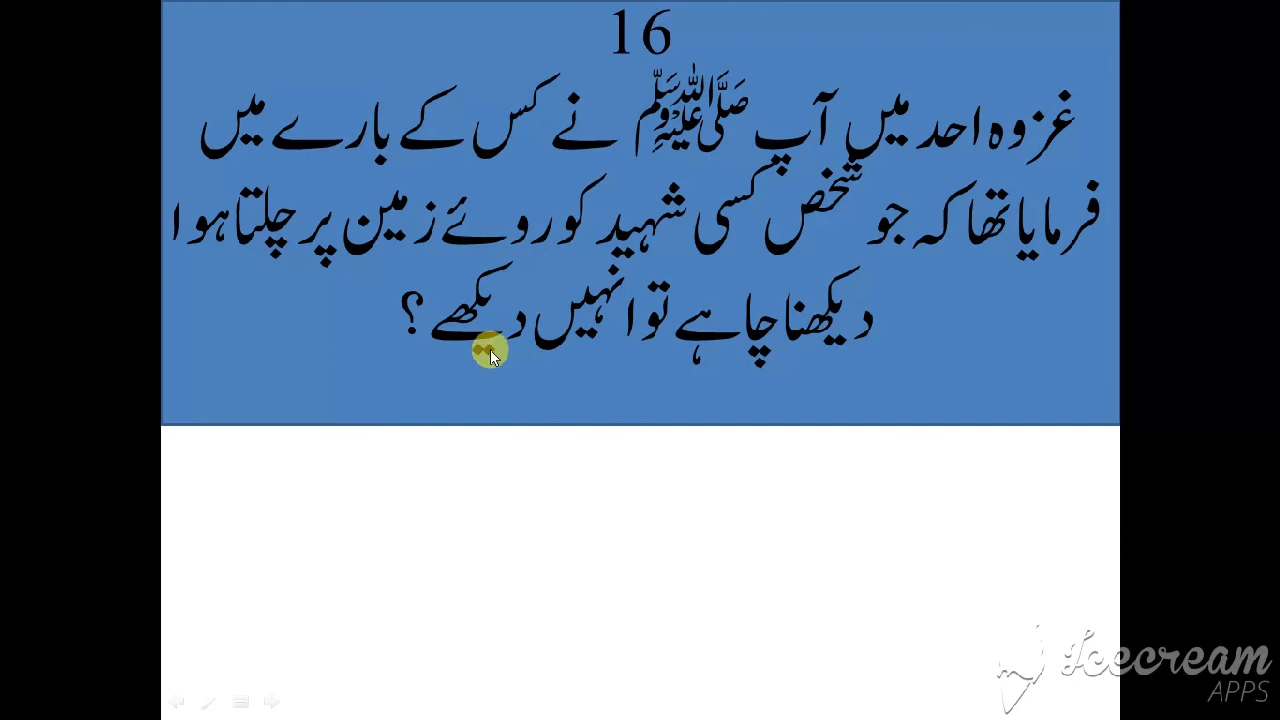 16
غزوہ احد میں آپ ﷺ نے کس کے بارے میں
فرمایا تھا کہ جو شخص کسی شہید کو روئے زمین پر چلتا ہوا
دیکھنا چاہے تو انہیں دیکھے ؟
Icecream
APPS